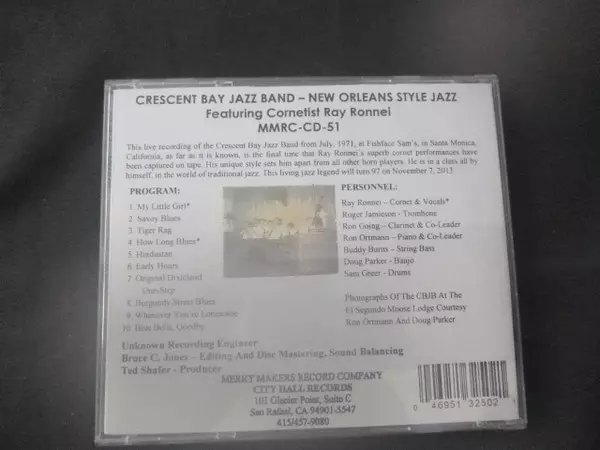 CRESCENT BAY JAZZ BAND – NEW ORLEANS STYLE JAZZ
Featuring Cornetist Ray Ronnei
MMRC-CD-51
This live recording of the Crescent Bay Jazz Band from July, 1971, at Fishface Sam's, in Santa Monica,
California, as far as it is known, is the final time that Ray Ronnei's superb cornet performances have
been captured on tape. His unique style sets him apart from all other horn players. He is in a class all by
himself, in the world of traditional jazz. This living jazz legend will turn 97 on November 7, 2013
PROGRAM:
1. My Little Girl*
2. Savoy Blues
3. Tiger Rag
4. How Long Blues*
5. Hindustan
6. Early Hours
7. Original Dixieland
One-Step
8. Burgundy Street Blues
9. Whenever You're Lonesome
10. Blue Bells, Goodby
PERSONNEL:
Ray Ronnei – Cornet & Vocals*
Roger Jamieson - Trombone
Ron Going – Clarinet & Co-Leader
Ron Ortmann – Piano & Co-Leader
Buddy Burns – String Bass
Doug Parker - Banjo
Sam Greer - Drums
Photographs Of The CBJB At The
El Segundo Moose Lodge Courtesy
Ron Ortmann And Doug Parker
Unknown Recording Engineer
Bruce C. Jones – Editing And Disc Mastering, Sound Balancing
Ted Shafer - Producer
MERRY MAKERS RECORD COMPANY
CITY HALL RECORDS
101 Glacier Point, Suite C
San Rafael, CA 94901-5547
415/457-9080
0 46951 32502